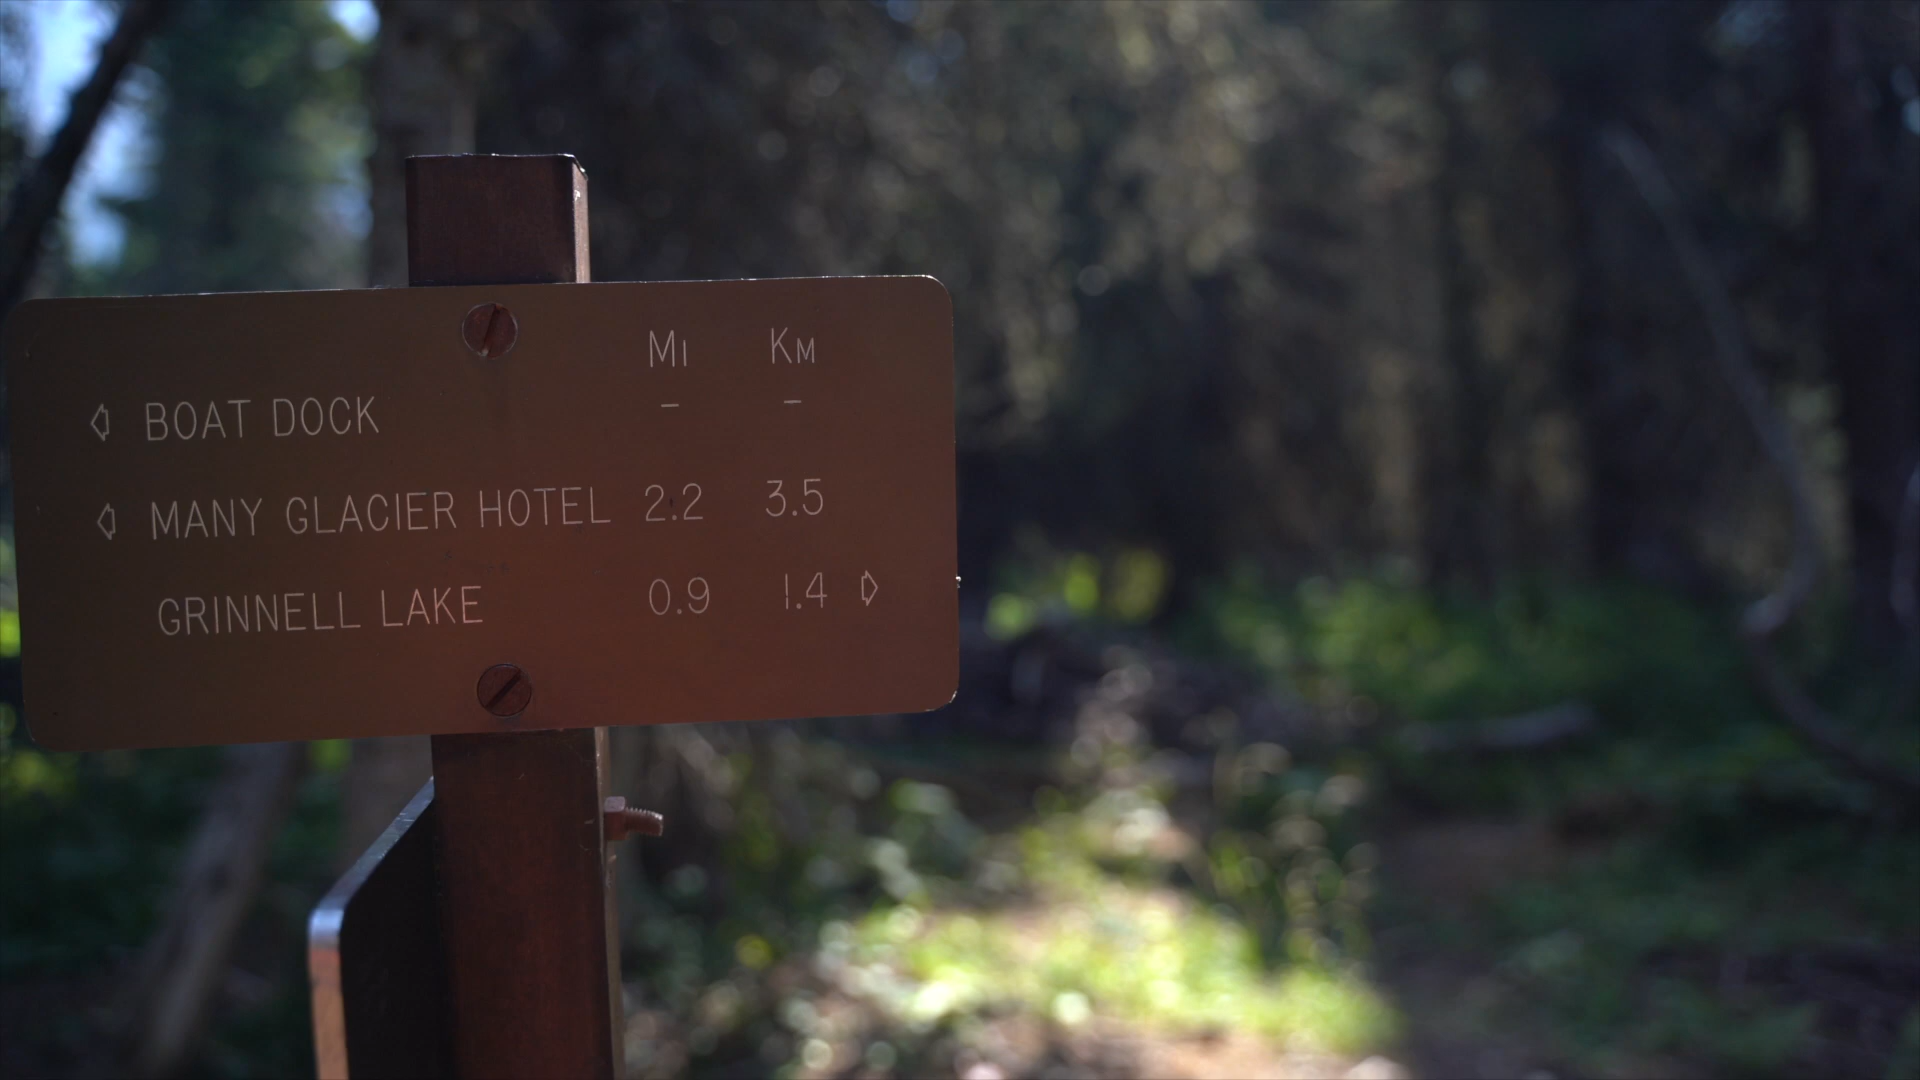 Mi Km
BOAT DOCK – –
MANY GLACIER HOTEL 2.2 3.5
GRINNELL LAKE 0.9 1.4